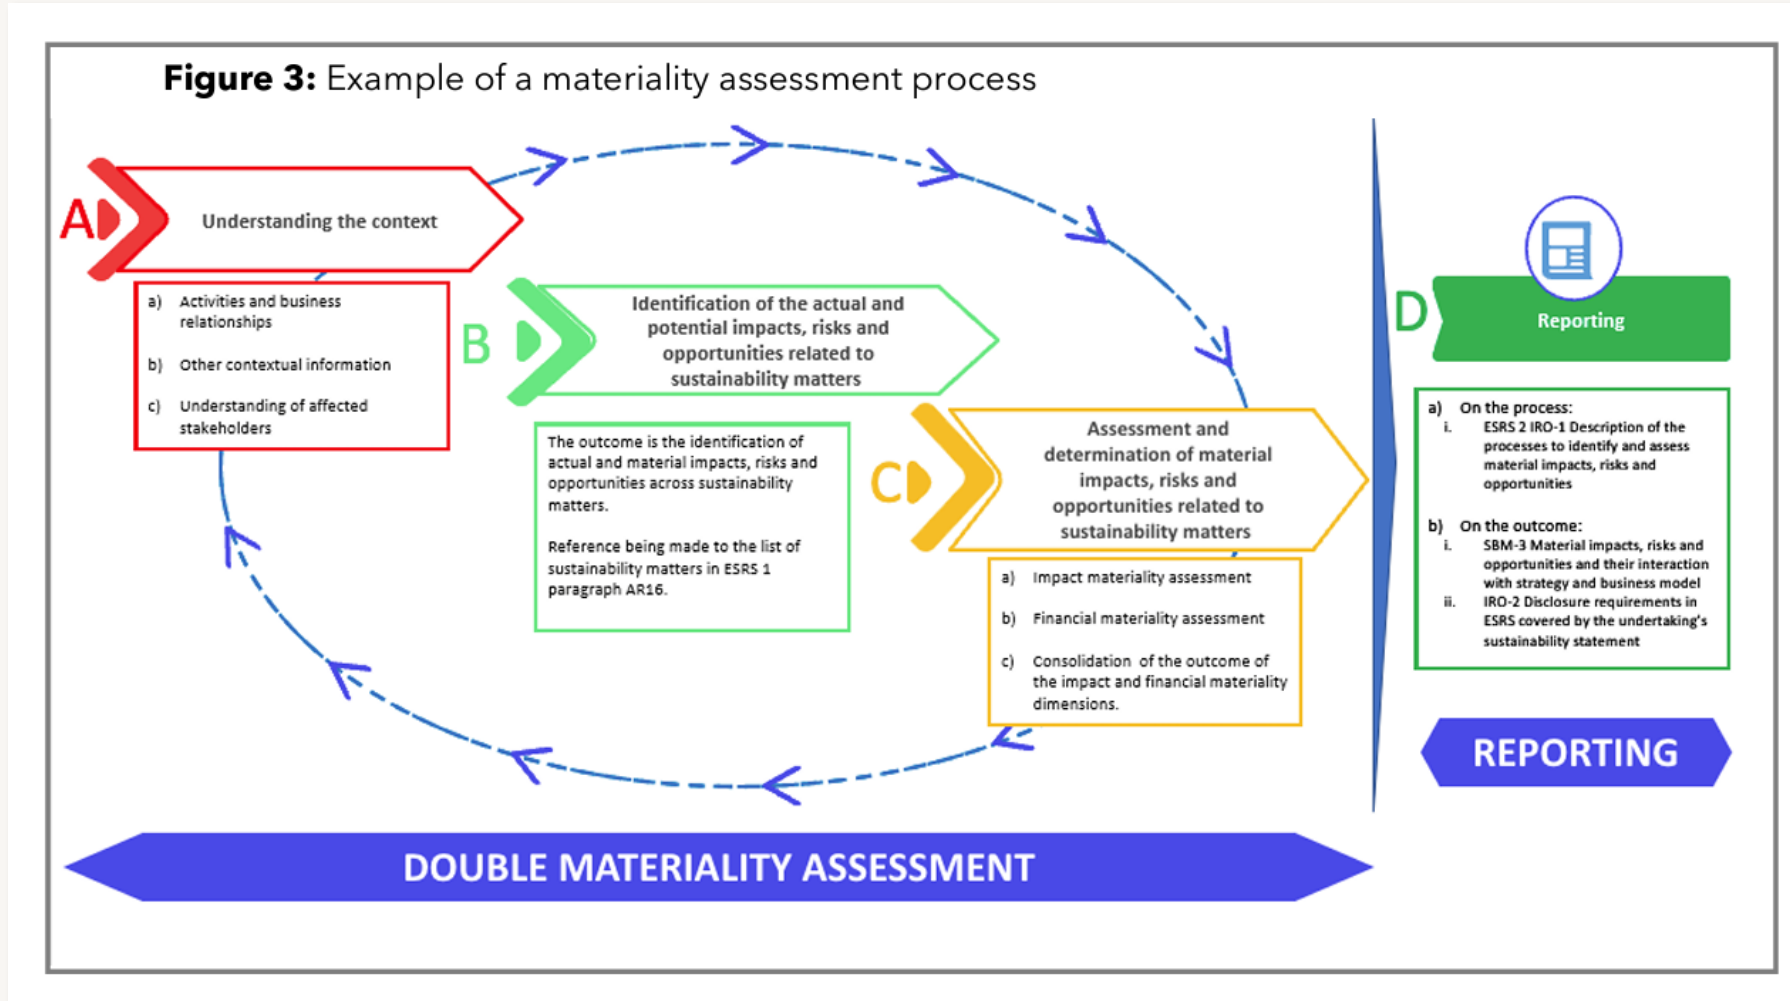 Figure 3: Example of a materiality assessment process
A
Understanding the context
a) Activities and business
relationships
b) Other contextual information
c) Understanding of affected
stakeholders
B
Identification of the actual and
potential impacts, risks and
opportunities related to
sustainability matters
The outcome is the identification of
actual and material impacts, risks and
opportunities across sustainability
matters.
Reference being made to the list of
sustainability matters in ESRS 1
paragraph AR16.
C
Assessment and
determination of material
impacts, risks and
opportunities related to
sustainability matters
a) Impact materiality assessment
b) Financial materiality assessment
c) Consolidation of the outcome of
the impact and financial materiality
dimensions.
D
Reporting
a) On the process:
i. ESRS 2 IRO-1 Description of the
processes to identify and assess
material impacts, risks and
opportunities
b) On the outcome:
i. SBM-3 Material impacts, risks and
opportunities and their interaction
with strategy and business model
ii. IRO-2 Disclosure requirements in
ESRS covered by the undertaking's
sustainability statement
REPORTING
DOUBLE MATERIALITY ASSESSMENT